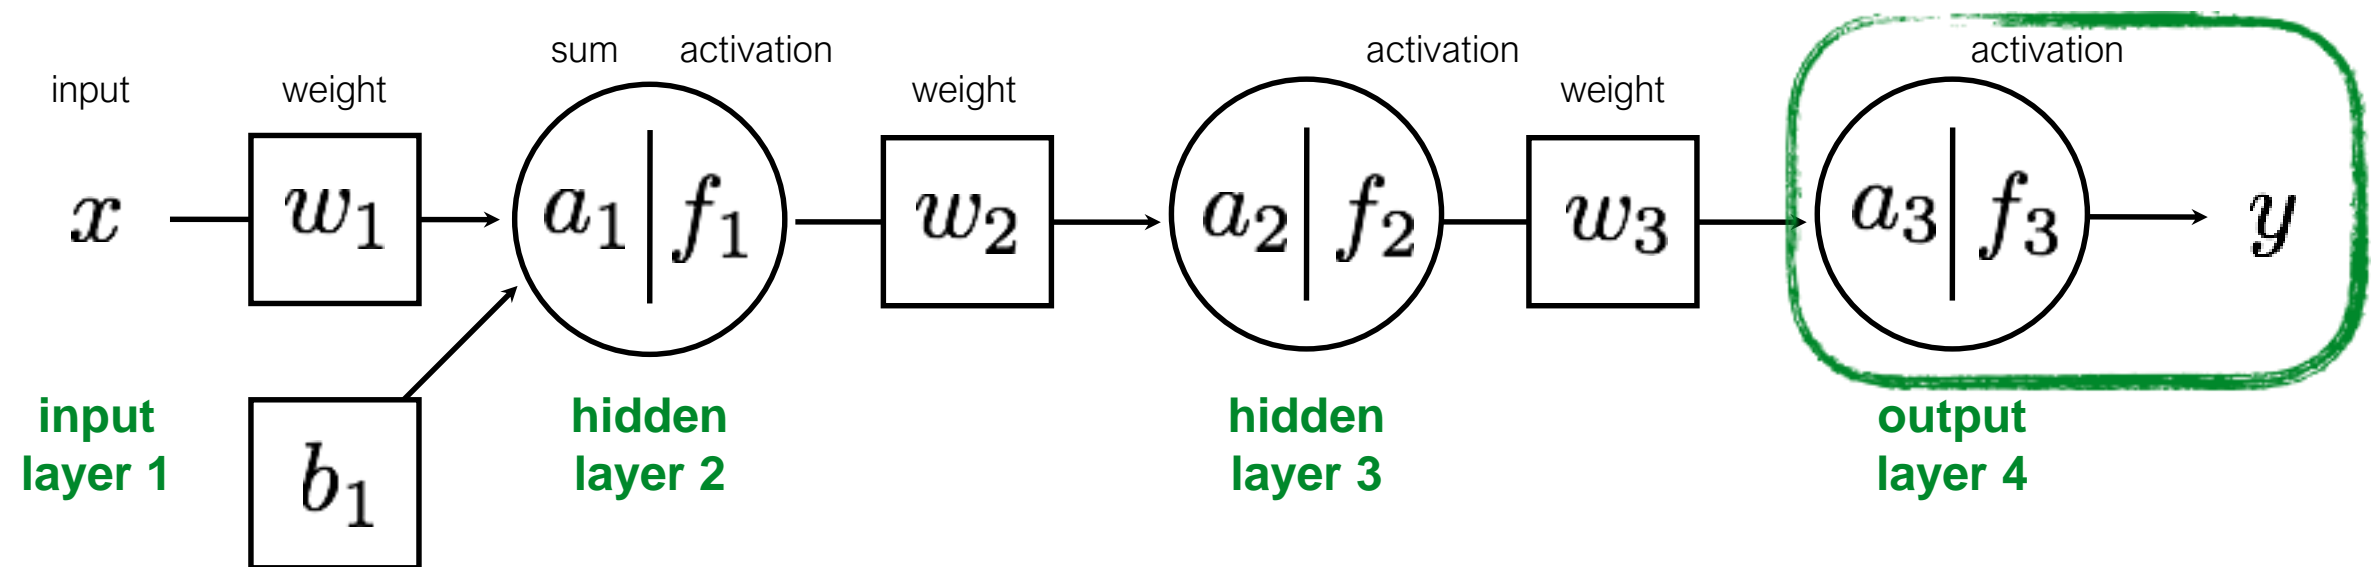 sum activation activation activation
input weight weight weight
x w₁ a₁ f₁ w₂ a₂ f₂ w₃ a₃ f₃ y
input hidden hidden output
layer 1 layer 2 layer 3 layer 4
b₁